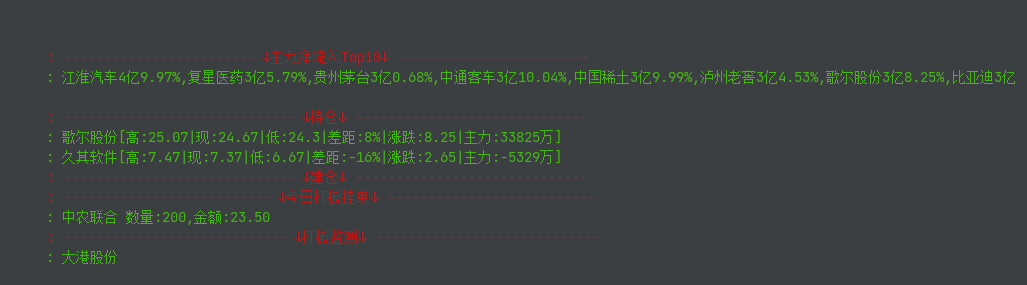 : ------------------------ ↓主力净流入Top10↓ -------------------------
: 江淮汽车4亿9.97%,复星医药3亿5.79%,贵州茅台3亿0.68%,中通客车3亿10.04%,中国稀土3亿9.99%,泸州老窖3亿4.53%,歌尔股份3亿8.25%,比亚迪3亿
: ----------------------------- ↓持仓↓ -----------------------------
: 歌尔股份[高:25.07|现:24.67|低:24.3|差距:8%|涨跌:8.25|主力:33825万]
: 久其软件[高:7.47|现:7.37|低:6.67|差距:-16%|涨跌:2.65|主力:-5329万]
: ----------------------------- ↓建仓↓ -----------------------------
: -------------------------- ↓今日打板挂单↓ --------------------------
: 中农联合 数量:200,金额:23.50
: ---------------------------- ↓打板监测↓ ----------------------------
: 大港股份